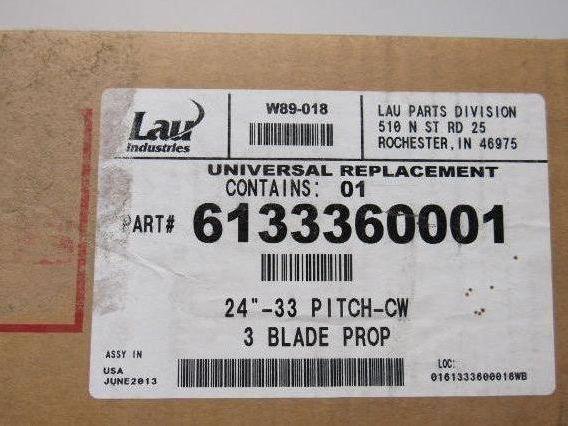 Lau
Industries
W89-018
LAU PARTS DIVISION
510 N ST RD 25
ROCHESTER, IN 46975
UNIVERSAL REPLACEMENT
CONTAINS: 01
PART# 6133360001
24"-33 PITCH-CW
3 BLADE PROP
ASSY IN
USA
JUNE2013
LOC:
0161333600016WB